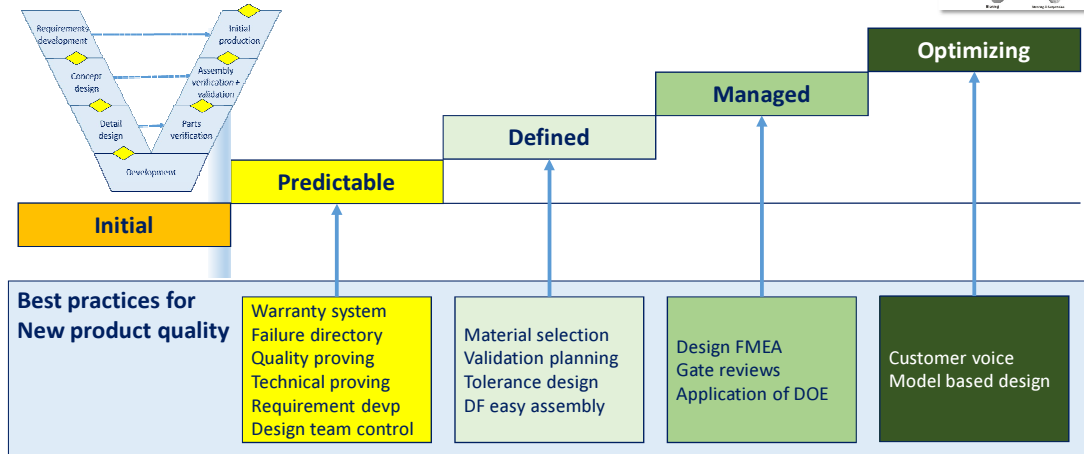 Requirements
development
Initial
production
Concept
design
Assembly
verification +
validation
Detail
design
Parts
verification
Development
Initial
Predictable
Defined
Managed
Optimizing
Best practices for
New product quality
Warranty system
Failure directory
Quality proving
Technical proving
Requirement devp
Design team control
Material selection
Validation planning
Tolerance design
DF easy assembly
Design FMEA
Gate reviews
Application of DOE
Customer voice
Model based design